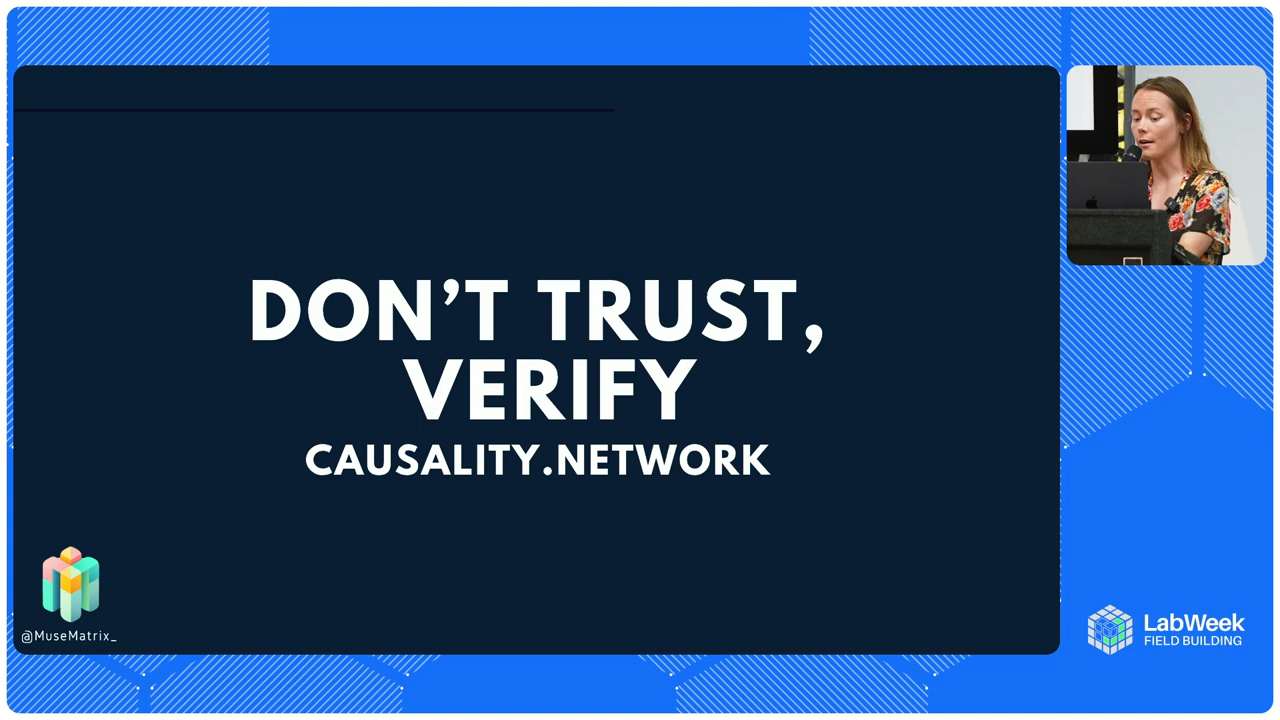 DON’T TRUST,
VERIFY
CAUSALITY.NETWORK
@MuseMatrix_
LabWeek
FIELD BUILDING